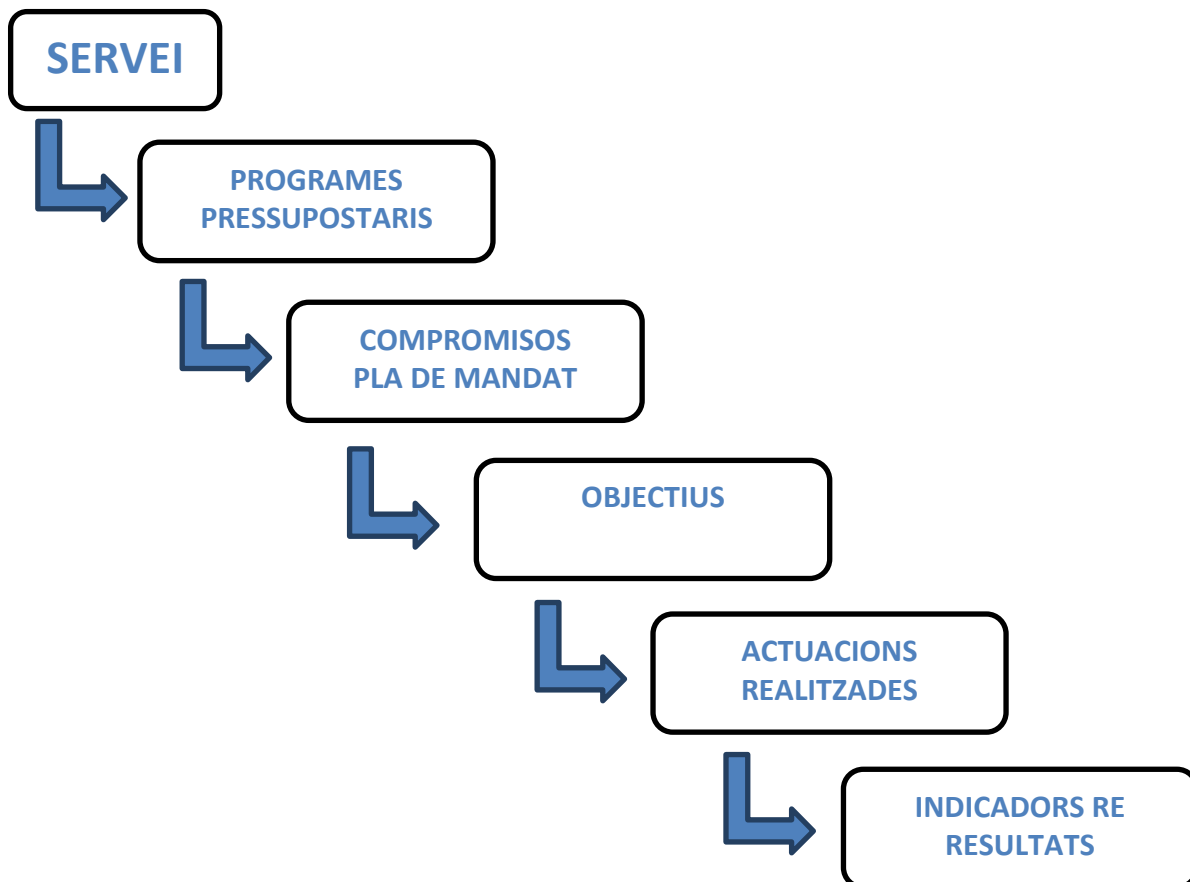 SERVEI
PROGRAMES
PRESSUPOSTARIS
COMPROMISOS
PLA DE MANDAT
OBJECTIUS
ACTUACIONS
REALITZADES
INDICADORS RE
RESULTATS